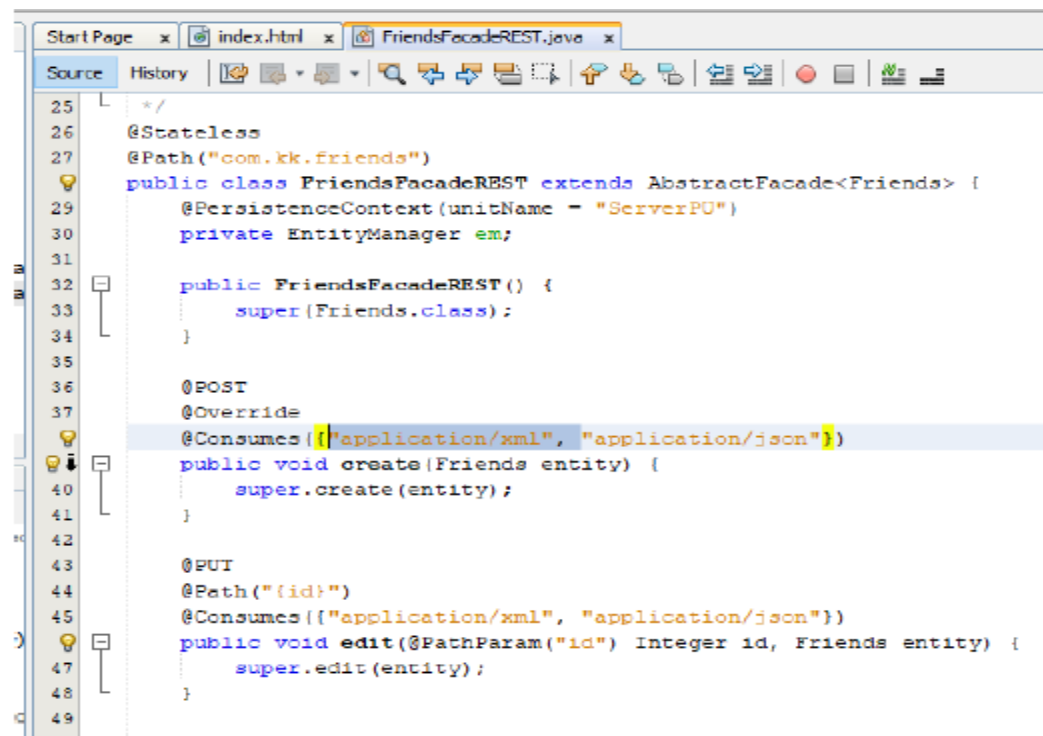 Start Page x index.html x FriendsFacadeREST.java x
Source History
25 */
26 @Stateless
27 @Path("com.kk.friends")
public class FriendsFacadeREST extends AbstractFacade<Friends> {
29 @PersistenceContext(unitName = "ServerPU")
30 private EntityManager em;
31
32 public FriendsFacadeREST() {
33 super(Friends.class);
34 }
35
36 @POST
37 @Override
@Consumes({"application/xml", "application/json"})
public void create(Friends entity) {
40 super.create(entity);
41 }
42
43 @PUT
44 @Path("{id}")
45 @Consumes({"application/xml", "application/json"})
public void edit(@PathParam("id") Integer id, Friends entity) {
47 super.edit(entity);
48 }
49